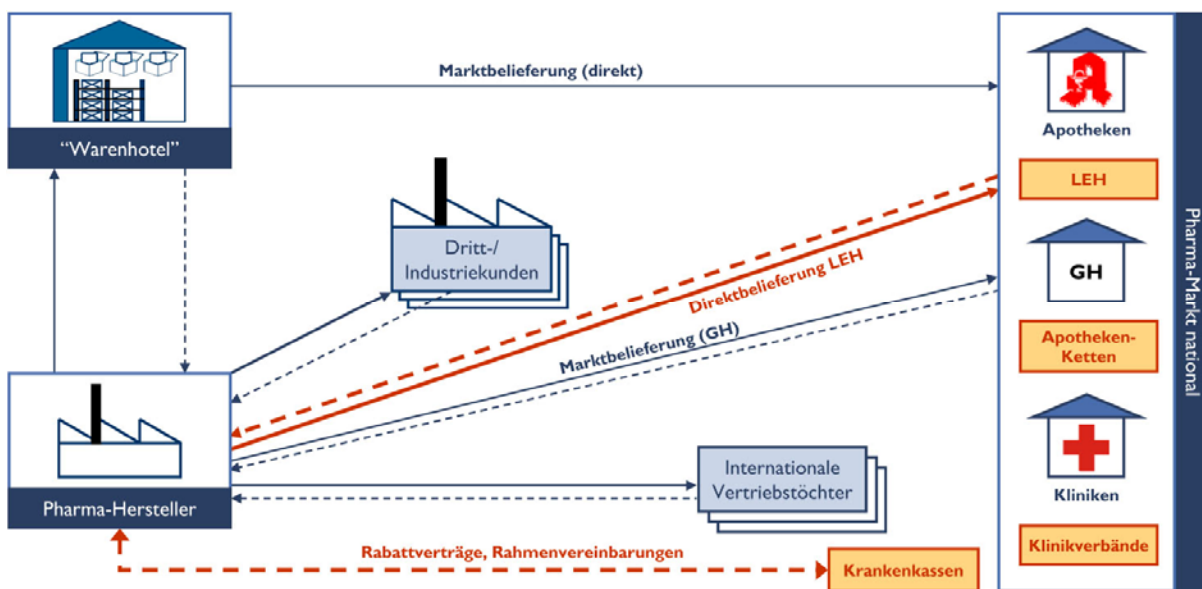 Marktbelieferung (direkt)
"Warenhotel"
Apotheken
LEH
Dritt-/
Industriekunden
Direktbelieferung LEH
GH
Marktbelieferung (GH)
Apotheken-
Ketten
Pharma-Markt national
Internationale
Vertriebstöchter
Kliniken
Pharma-Hersteller
Rabattverträge, Rahmenvereinbarungen
Krankenkassen
Klinikverbände